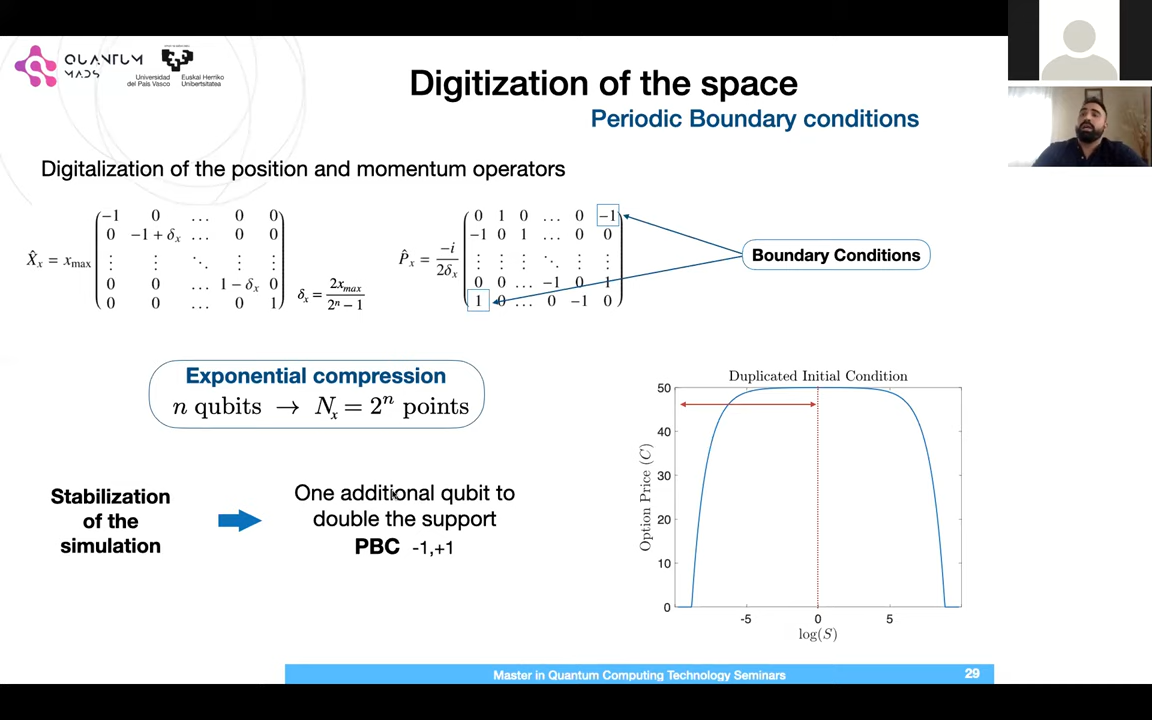 QUANTUM
MADS
Universidad Euskal Herriko
del País Vasco Unibertsitatea
Digitization of the space
Periodic Boundary conditions
Digitalization of the position and momentum operators
X̂ₓ = xmax
−1 0 … 0 0
0 −1 + δₓ … 0 0
⋮ ⋮ ⋱ ⋮ ⋮
0 0 … 1 − δₓ 0
0 0 … 0 1
δₓ = 2xmax / 2ⁿ − 1
P̂ₓ = −i / 2δₓ
0 1 0 … 0 −1
−1 0 1 … 0 0
⋮ ⋮ ⋮ ⋱ ⋮ ⋮
0 0 … −1 0 1
1 0 … 0 −1 0
Boundary Conditions
Exponential compression
n qubits → Nₓ = 2ⁿ points
Stabilization
of the
simulation
One additional qubit to
double the support
PBC -1,+1
Duplicated Initial Condition
50
40
30
20
10
0
Option Price (C)
-5 0 5
log(S)
Master in Quantum Computing Technology Seminars
29